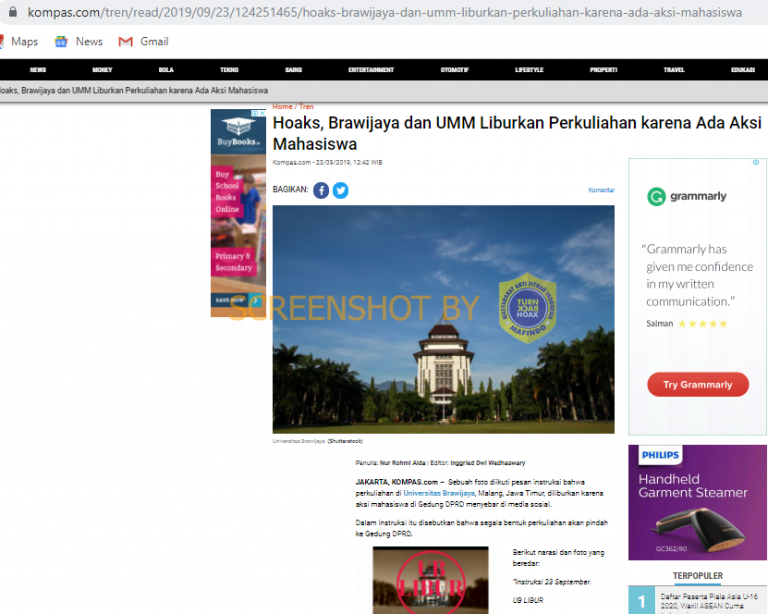 kompas.com/tren/read/2019/09/23/124251465/hoaks-brawijaya-dan-umm-liburkan-perkuliahan-karena-ada-aksi-mahasiswa
Maps News Gmail
NEWS MONEY BOLA TEKNO SAINS ENTERTAINMENT OTOMOTIF LIFESTYLE PROPERTI TRAVEL EDUKASI
oaks, Brawijaya dan UMM Liburkan Perkuliahan karena Ada Aksi Mahasiswa
Home / Tren
Hoaks, Brawijaya dan UMM Liburkan Perkuliahan karena Ada Aksi
Mahasiswa
Kompas.com - 23/09/2019, 12:42 WIB
BAGIKAN:
Komentar
BuyBooks
Buy
School
Books
Online
Primary &
Secondary
SAVE NOW
SCREENSHOT BY
MASYARAKAT ANTI FITNAH INDONESIA
TURN
BACK
HOAX
MAFINDO
grammarly
“Grammarly has
given me confidence
in my written
communication.”
Salman
Try Grammarly
Universitas Brawijaya. (Shutterstock)
Penulis: Nur Rohmi Aida | Editor: Inggried Dwi Wedhaswary
JAKARTA, KOMPAS.com – Sebuah foto diikuti pesan instruksi bahwa
perkuliahan di Universitas Brawijaya, Malang, Jawa Timur, diliburkan karena
aksi mahasiswa di Gedung DPRD menyebar di media sosial.
Dalam instruksi itu disebutkan bahwa segala bentuk perkuliahan akan pindah
ke Gedung DPRD.
UB
LIBUR
Berikut narasi dan foto yang
beredar:
"Instruksi 23 September.
UB LIBUR
PHILIPS
Handheld
Garment Steamer
GC362/80
TERPOPULER
1
Daftar Peserta Piala Asia U-16
2020, Wakil ASEAN Cuma